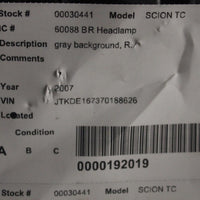 Stock # 00030441 Model SCION TC
IC # 60088 BR Headlamp
Description gray background, R.
Comments
Year 2007
VIN JTKDE167370188626
Located
Condition
A B C
0000192019
Stock # 00030441 Model SCION TC